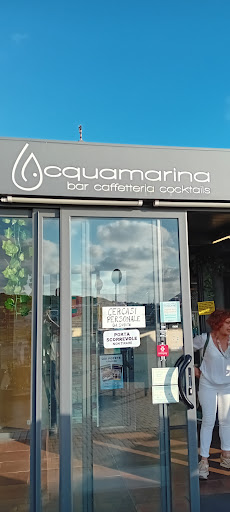 Acquamarina
bar caffetteria cocktails
CERCASI
PERSONALE
PORTA
SCORREVOLE